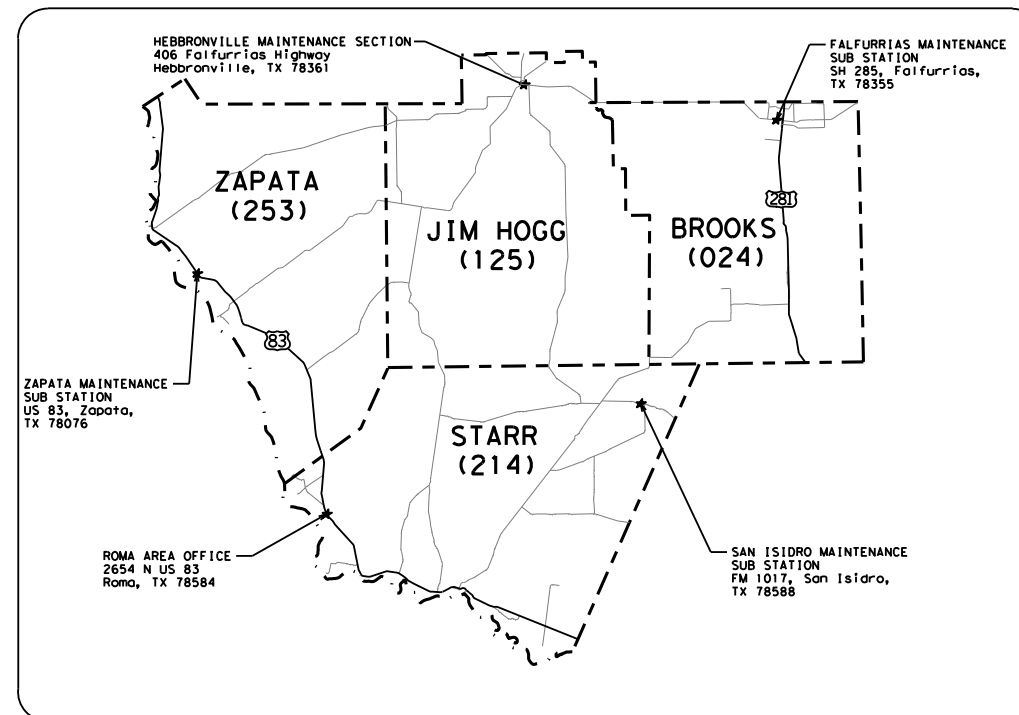 HEBBRONVILLE MAINTENANCE SECTION
406 Falfurrias Highway
Hebbronville, TX 78361
FALFURRIAS MAINTENANCE
SUB STATION
SH 285, Falfurrias,
TX 78355
ZAPATA
(253)
JIM HOGG
(125)
BROOKS
(024)
281
83
ZAPATA MAINTENANCE
SUB STATION
US 83, Zapata,
TX 78076
STARR
(214)
ROMA AREA OFFICE
2654 N US 83
Roma, TX 78584
SAN ISIDRO MAINTENANCE
SUB STATION
FM 1017, San Isidro,
TX 78588